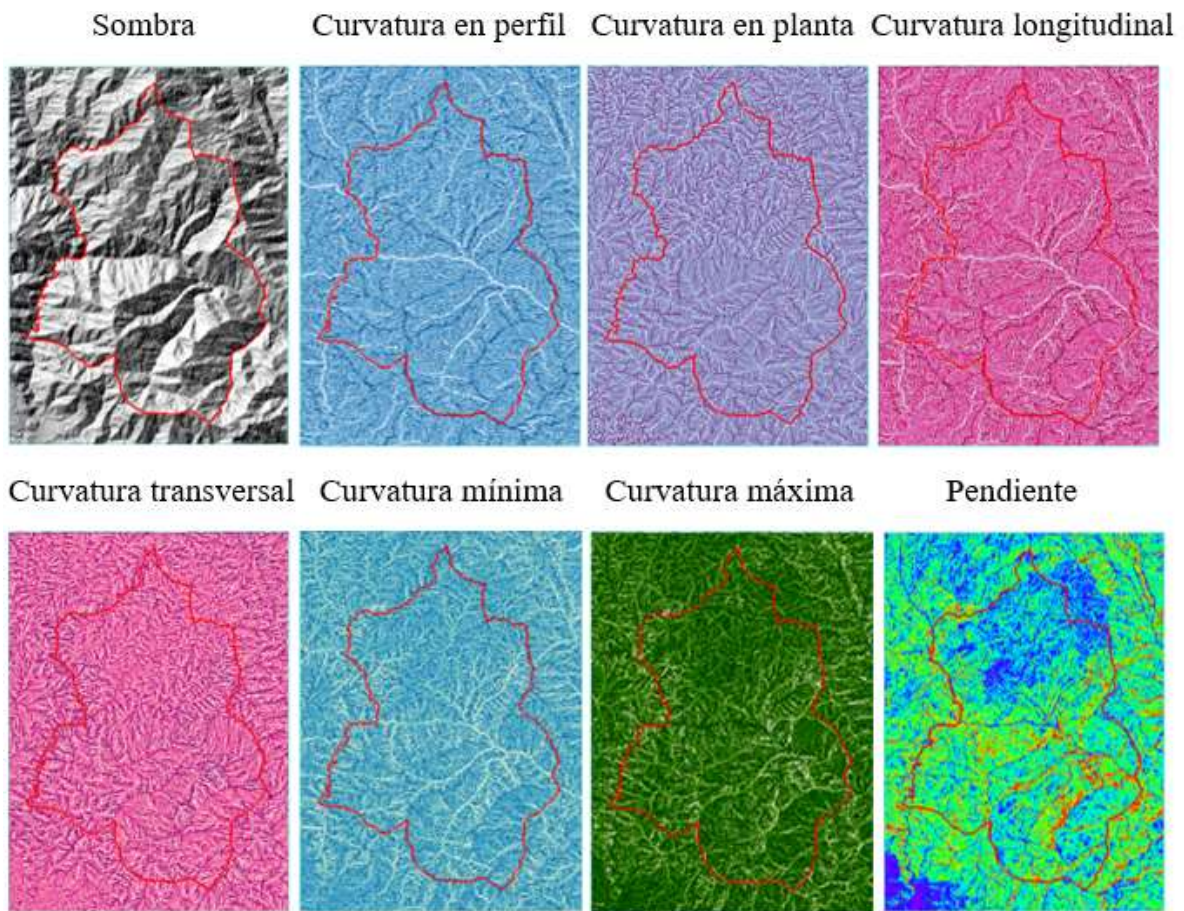 Sombra
Curvatura en perfil
Curvatura en planta
Curvatura longitudinal
Curvatura transversal
Curvatura mínima
Curvatura máxima
Pendiente